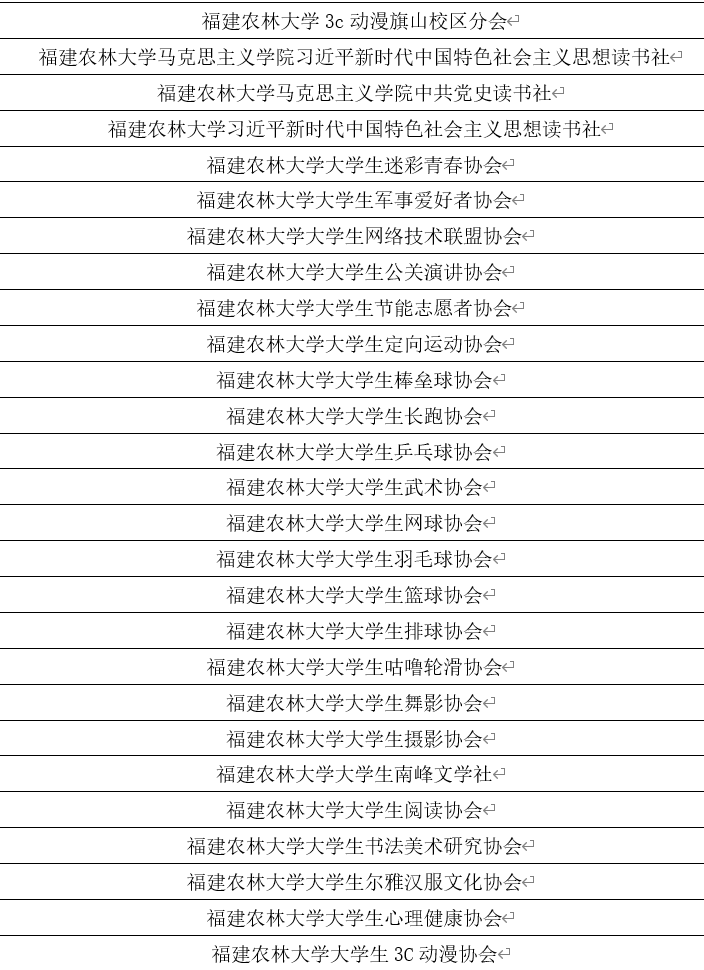 福建农林大学 3c 动漫旗山校区分会
福建农林大学马克思主义学院习近平新时代中国特色社会主义思想读书社
福建农林大学马克思主义学院中共党史读书社
福建农林大学习近平新时代中国特色社会主义思想读书社
福建农林大学大学生迷彩青春协会
福建农林大学大学生军事爱好者协会
福建农林大学大学生网络技术联盟协会
福建农林大学大学生公关演讲协会
福建农林大学大学生节能志愿者协会
福建农林大学大学生定向运动协会
福建农林大学大学生棒垒球协会
福建农林大学大学生长跑协会
福建农林大学大学生乒乓球协会
福建农林大学大学生武术协会
福建农林大学大学生网球协会
福建农林大学大学生羽毛球协会
福建农林大学大学生篮球协会
福建农林大学大学生排球协会
福建农林大学大学生咕噜轮滑协会
福建农林大学大学生舞影协会
福建农林大学大学生摄影协会
福建农林大学大学生南峰文学社
福建农林大学大学生阅读协会
福建农林大学大学生书法美术研究协会
福建农林大学大学生尔雅汉服文化协会
福建农林大学大学生心理健康协会
福建农林大学大学生 3C 动漫协会